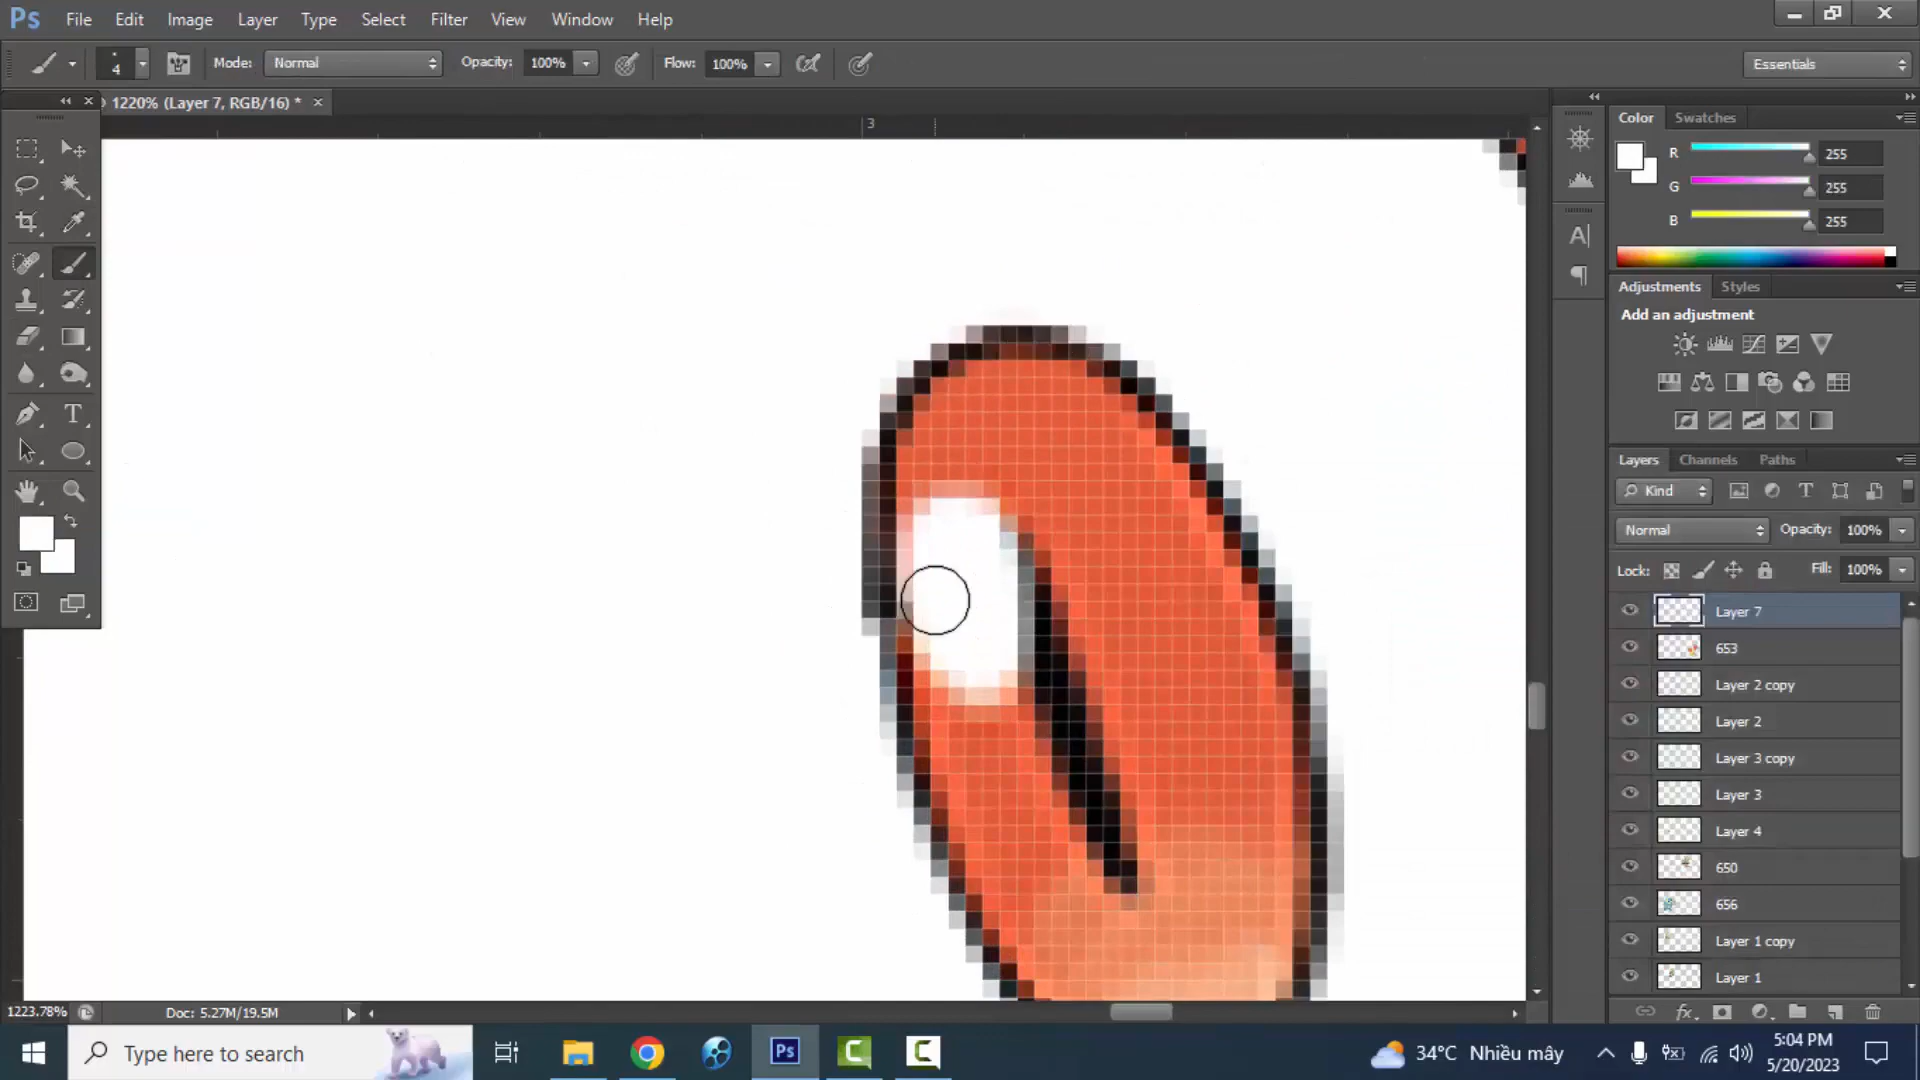 Ps File Edit Image Layer Type Select Filter View Window Help
4 Mode: Normal Opacity: 100% Flow: 100% Essentials
1220% (Layer 7, RGB/16) * ×
3
Color Swatches
R 255
G 255
B 255
Adjustments Styles
Add an adjustment
Layers Channels Paths
Kind
Normal Opacity: 100%
Lock: Fill: 100%
Layer 7
653
Layer 2 copy
Layer 2
Layer 3 copy
Layer 3
Layer 4
650
656
Layer 1 copy
Layer 1
1223.78% Doc: 5.27M/19.5M
Type here to search
Ps
34°C Nhiều mây
5:04 PM
5/20/2023